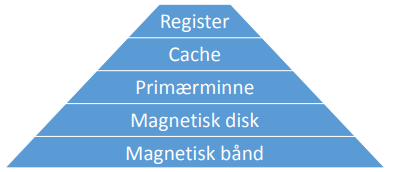 Register
Cache
Primærminne
Magnetisk disk
Magnetisk bånd